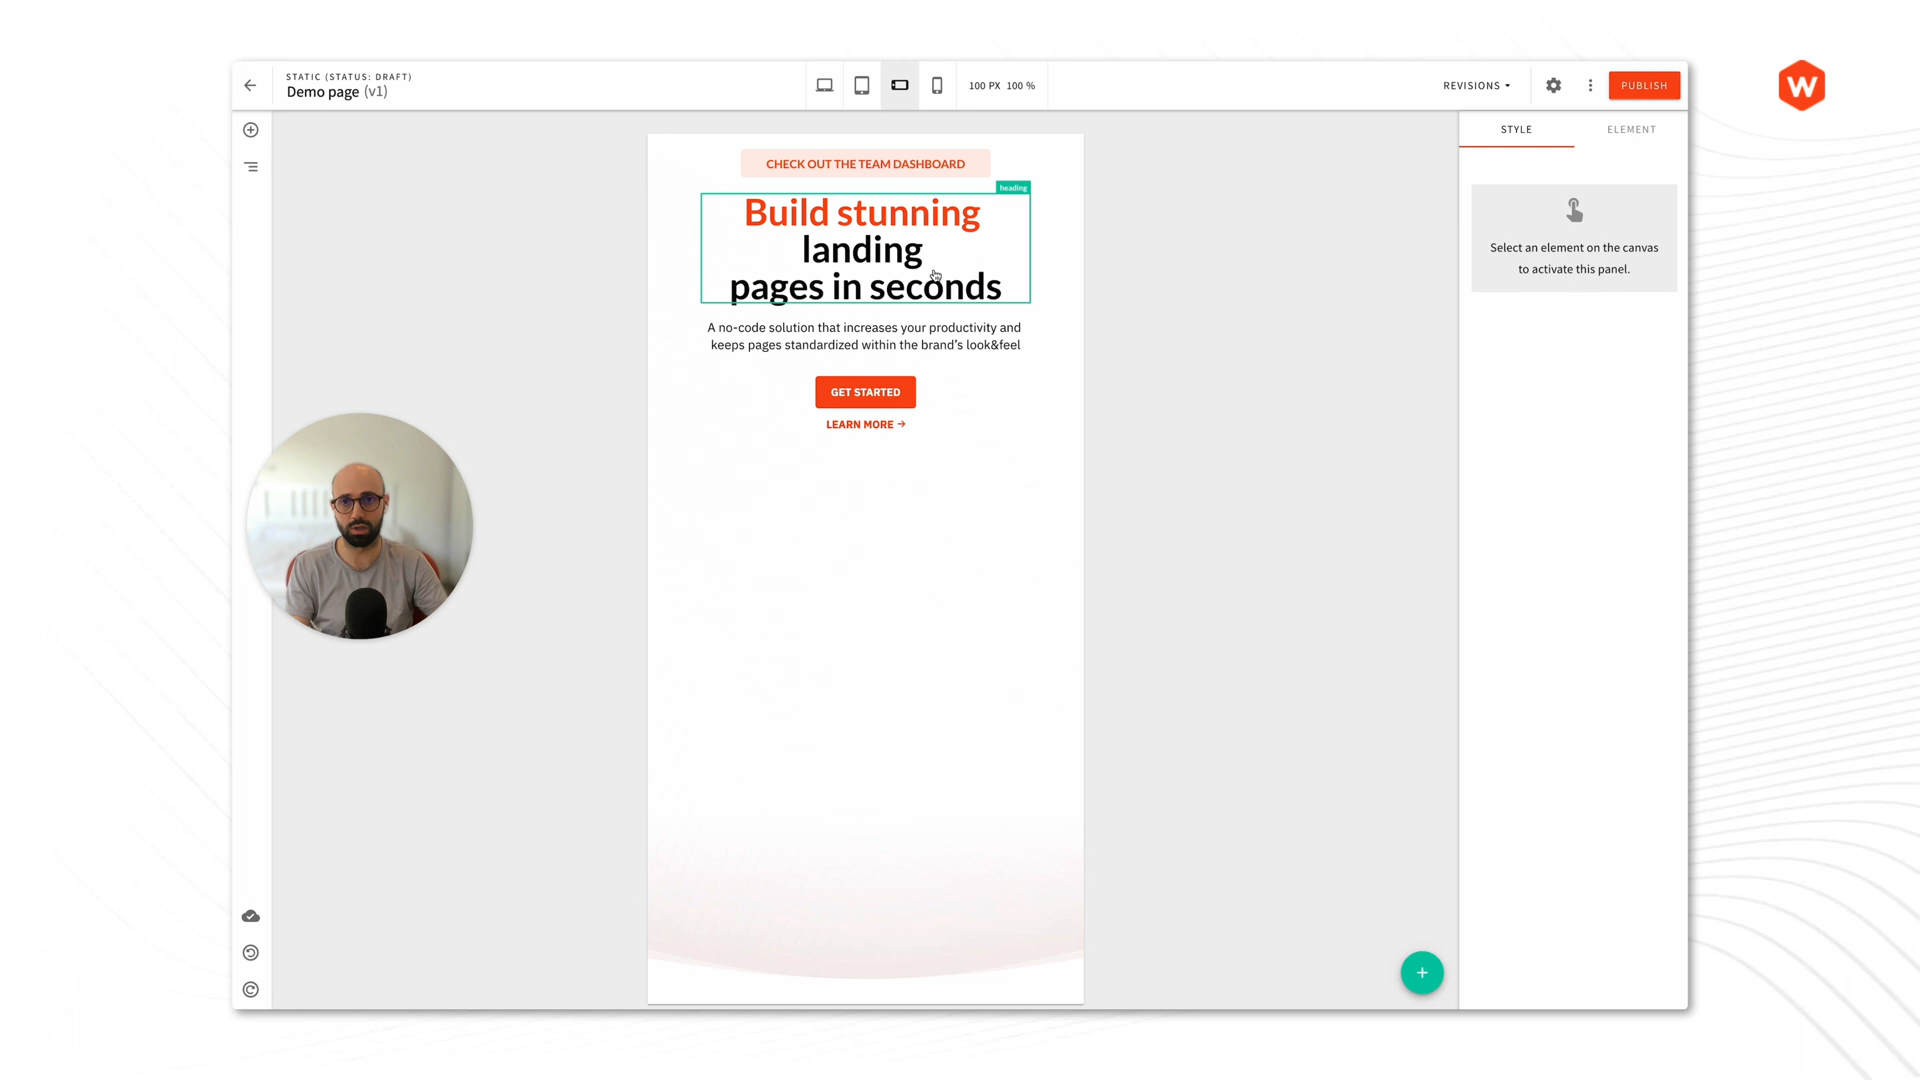 STATIC (STATUS: DRAFT)
Demo page (v1)
100 PX 100 %
REVISIONS
PUBLISH
W
STYLE
ELEMENT
CHECK OUT THE TEAM DASHBOARD
heading
Build stunning
landing
pages in seconds
Select an element on the canvas
to activate this panel.
A no-code solution that increases your productivity and
keeps pages standardized within the brand’s look&feel
GET STARTED
LEARN MORE →